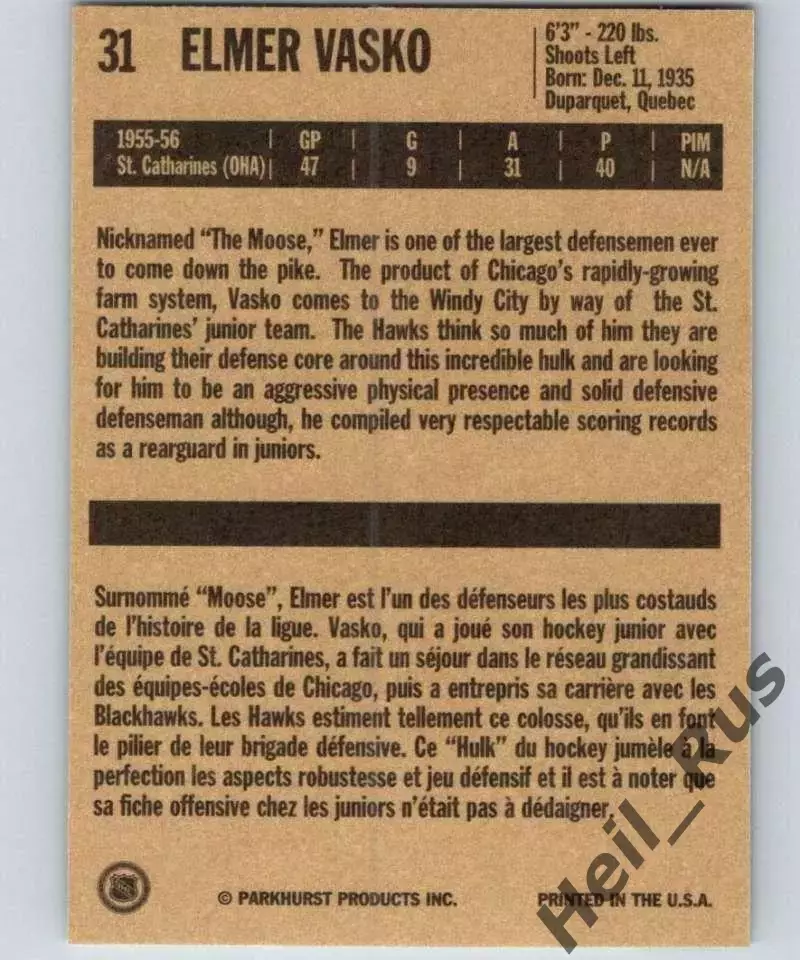 31 ELMER VASKO
6'3" - 220 lbs.
Shoots Left
Born: Dec. 11, 1935
Duparquet, Quebec
1955-56 | GP | G | A | P | PIM
St. Catharines (OHA) | 47 | 9 | 31 | 40 | N/A
Nicknamed “The Moose,” Elmer is one of the largest defensemen ever
to come down the pike. The product of Chicago’s rapidly-growing
farm system, Vasko comes to the Windy City by way of the St.
Catharines’ junior team. The Hawks think so much of him they are
building their defense core around this incredible hulk and are looking
for him to be an aggressive physical presence and solid defensive
defenseman although, he compiled very respectable scoring records
as a rearguard in juniors.
Surnommé “Moose”, Elmer est l’un des défenseurs les plus costauds
de l’histoire de la ligue. Vasko, qui a joué son hockey junior avec
l’équipe de St. Catharines, a fait un séjour dans le réseau grandissant
des équipes-écoles de Chicago, puis a entrepris sa carrière avec les
Blackhawks. Les Hawks estiment tellement ce colosse, qu’ils en font
le pilier de leur brigade défensive. Ce “Hulk” du hockey jumèle à la
perfection les aspects robustesse et jeu défensif et il est à noter que
sa fiche offensive chez les juniors n’était pas à dédaigner.
© PARKHURST PRODUCTS INC. PRINTED IN THE U.S.A.
Heil_Rus